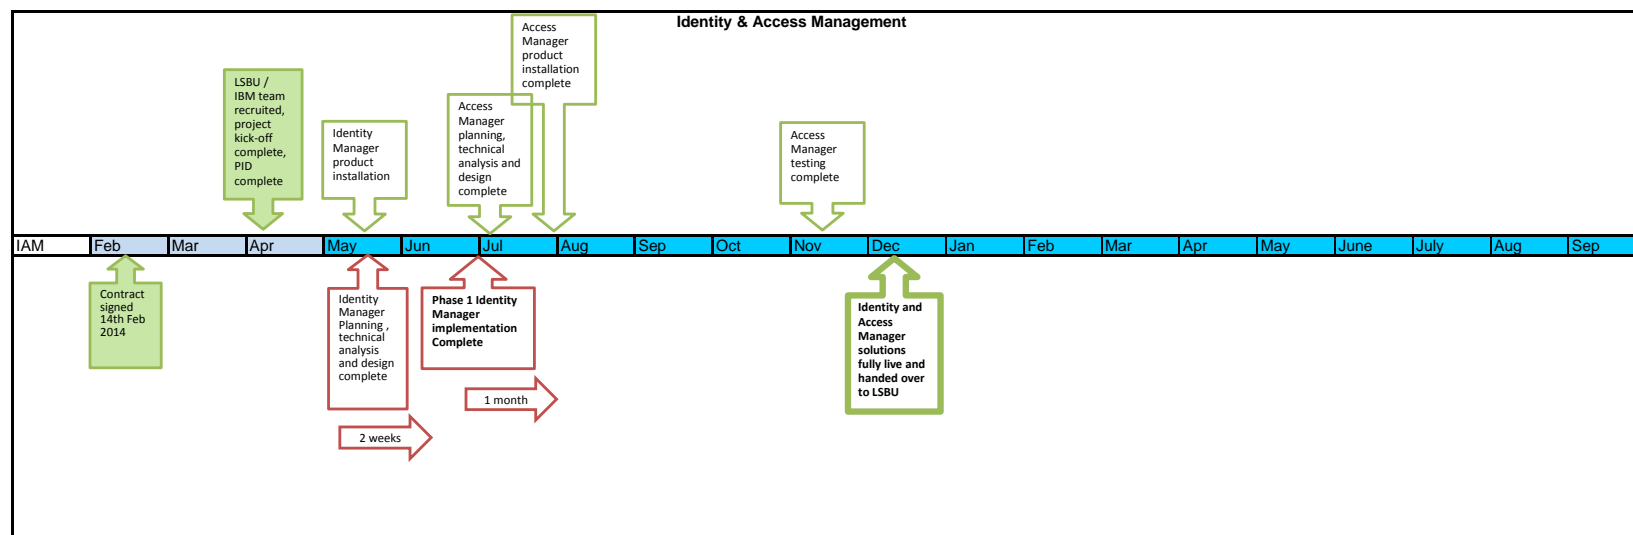 Identity & Access Management
Access
Manager
product
installation
complete
LSBU /
IBM team
recruited,
project
kick-off
complete,
PID
complete
Identity
Manager
product
installation
Access
Manager
planning,
technical
analysis and
design
complete
Access
Manager
testing
complete
IAM Feb Mar Apr May Jun Jul Aug Sep Oct Nov Dec Jan Feb Mar Apr May June July Aug Sep
Contract
signed
14th Feb
2014
Identity
Manager
Planning ,
technical
analysis
and design
complete
Phase 1 Identity
Manager
implementation
Complete
Identity and
Access
Manager
solutions
fully live and
handed over
to LSBU
1 month
2 weeks